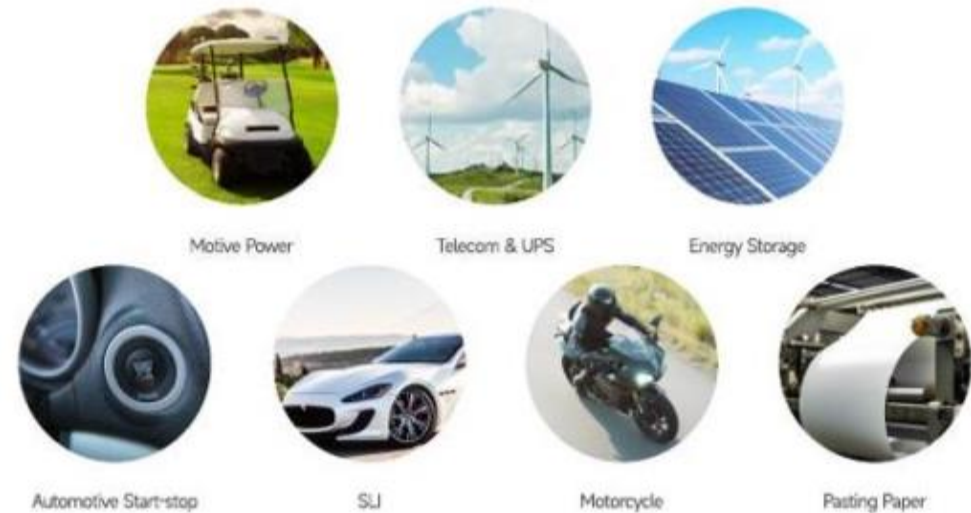 Motive Power
Telecom & UPS
Energy Storage
Automotive Start-stop
SLI
Motorcycle
Pasting Paper